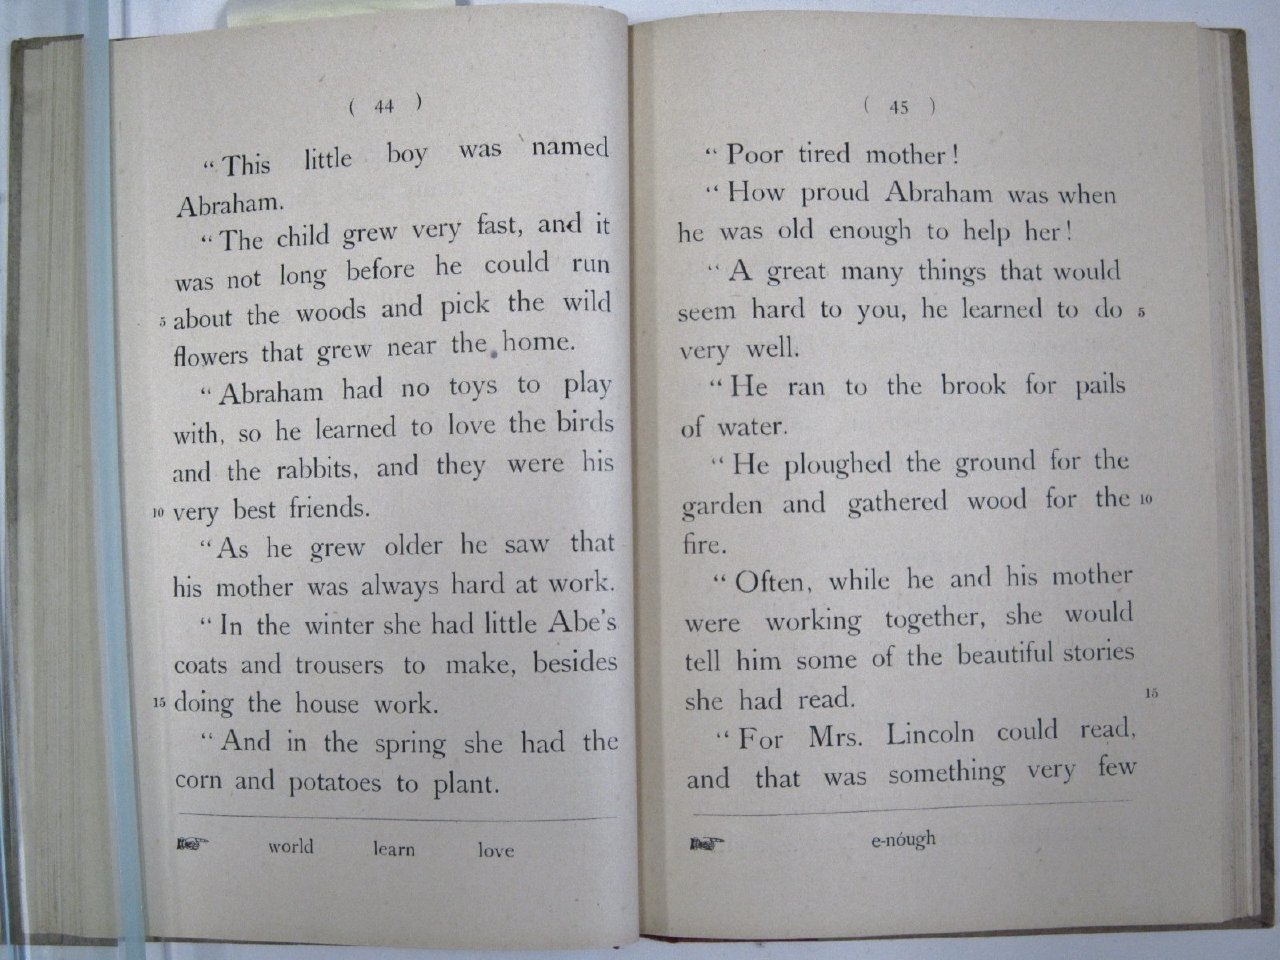 ( 44 )
“ This little boy was named
Abraham.
“ The child grew very fast, and it
was not long before he could run
5 about the woods and pick the wild
flowers that grew near the home.
“ Abraham had no toys to play
with, so he learned to love the birds
and the rabbits, and they were his
10 very best friends.
“ As he grew older he saw that
his mother was always hard at work.
“ In the winter she had little Abe’s
coats and trousers to make, besides
15 doing the house work.
“ And in the spring she had the
corn and potatoes to plant.
☞ world learn love
( 45 )
“ Poor tired mother !
“ How proud Abraham was when
he was old enough to help her !
“ A great many things that would
seem hard to you, he learned to do 5
very well.
“ He ran to the brook for pails
of water.
“ He ploughed the ground for the
garden and gathered wood for the 10
fire.
“ Often, while he and his mother
were working together, she would
tell him some of the beautiful stories
she had read. 15
“ For Mrs. Lincoln could read,
and that was something very few
☞ e-nóugh